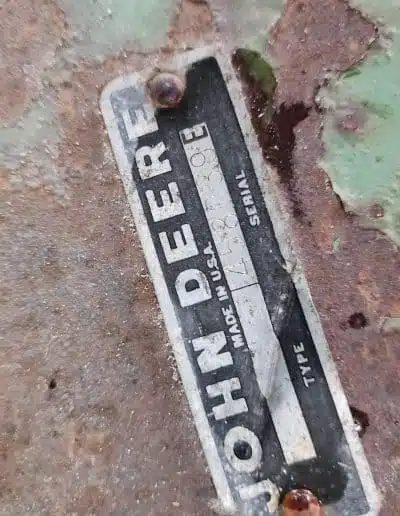 JOHN DEERE
MADE IN U.S.A.
E
TYPE
SERIAL